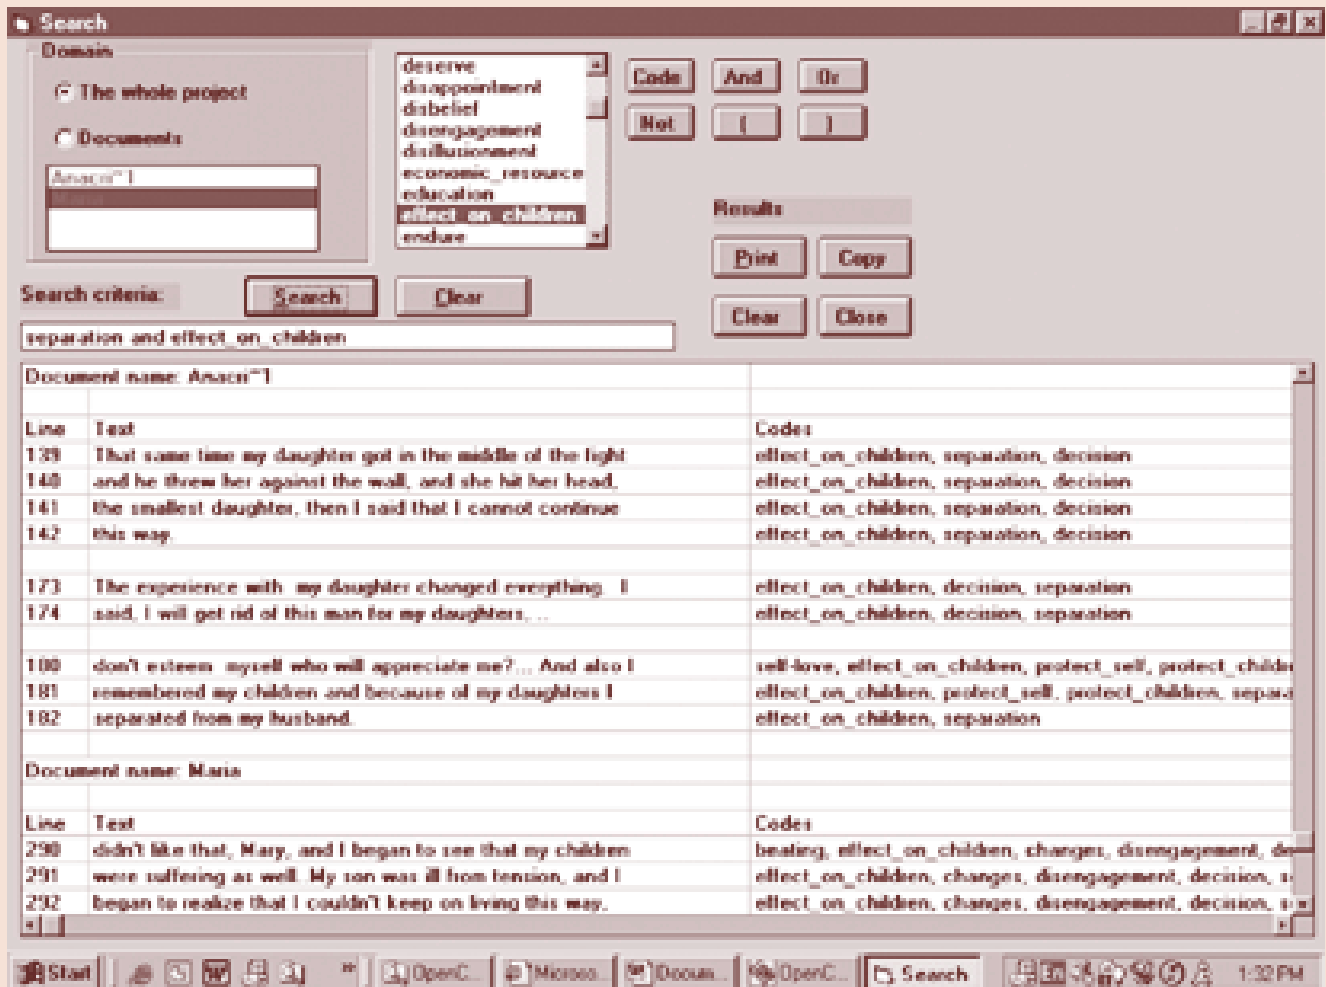 Search
Domain
The whole project
Documents
Anacri~1
Maria
deserve
disappointment
disbelief
disengagement
disillusionment
economic_resource
education
effect_on_children
endure
Code And Or
Not ( )
Results
Print Copy
Clear Close
Search criteria: Search Clear
separation and effect_on_children
Document name: Anacri~1
Line Text Codes
139 That same time my daughter got in the middle of the fight effect_on_children, separation, decision
140 and he threw her against the wall, and she hit her head, effect_on_children, separation, decision
141 the smallest daughter, then I said that I cannot continue effect_on_children, separation, decision
142 this way. effect_on_children, separation, decision
173 The experience with my daughter changed everything. I effect_on_children, decision, separation
174 said, I will get rid of this man for my daughters, ... effect_on_children, decision, separation
180 don't esteem myself who will appreciate me?... And also I self-love, effect_on_children, protect_self, protect_childre
181 remembered my children and because of my daughters I effect_on_children, protect_self, protect_children, separa
182 separated from my husband. effect_on_children, separation
Document name: Maria
Line Text Codes
290 didn't like that, Mary, and I began to see that my children beating, effect_on_children, changes, disengagement, de
291 were suffering as well. My son was ill from tension, and I effect_on_children, changes, disengagement, decision, s
292 began to realize that I couldn't keep on living this way, effect_on_children, changes, disengagement, decision, s
Start OpenC... Microso... Docum... OpenC... Search En 1:32 PM